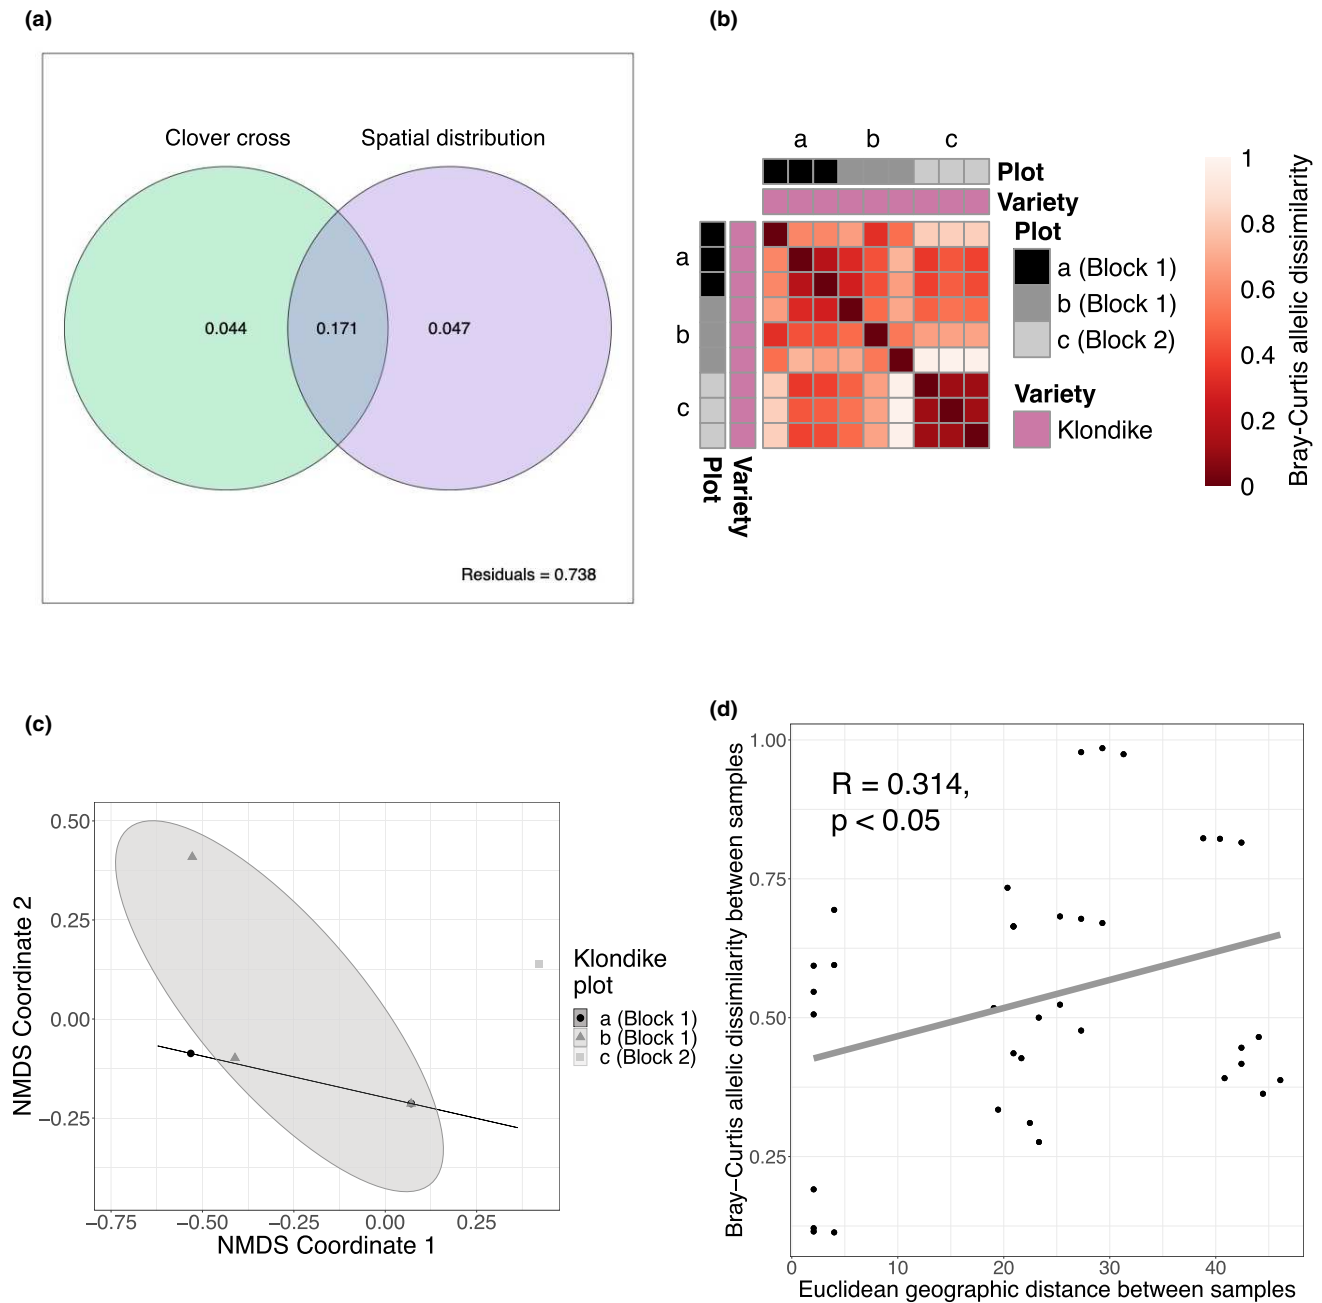 (a)
Clover cross
Spatial distribution
0.044
0.171
0.047
Residuals = 0.738
(b)
a
b
c
Plot
Variety
a
b
c
Plot
Variety
Plot
a (Block 1)
b (Block 1)
c (Block 2)
Variety
Klondike
1
0.8
0.6
0.4
0.2
0
Bray-Curtis allelic dissimilarity
(c)
0.50
0.25
0.00
−0.25
NMDS Coordinate 2
−0.75
−0.50
−0.25
0.00
0.25
NMDS Coordinate 1
Klondike
plot
a (Block 1)
b (Block 1)
c (Block 2)
(d)
1.00
0.75
0.50
0.25
Bray−Curtis allelic dissimilarity between samples
R = 0.314,
p < 0.05
0
10
20
30
40
Euclidean geographic distance between samples